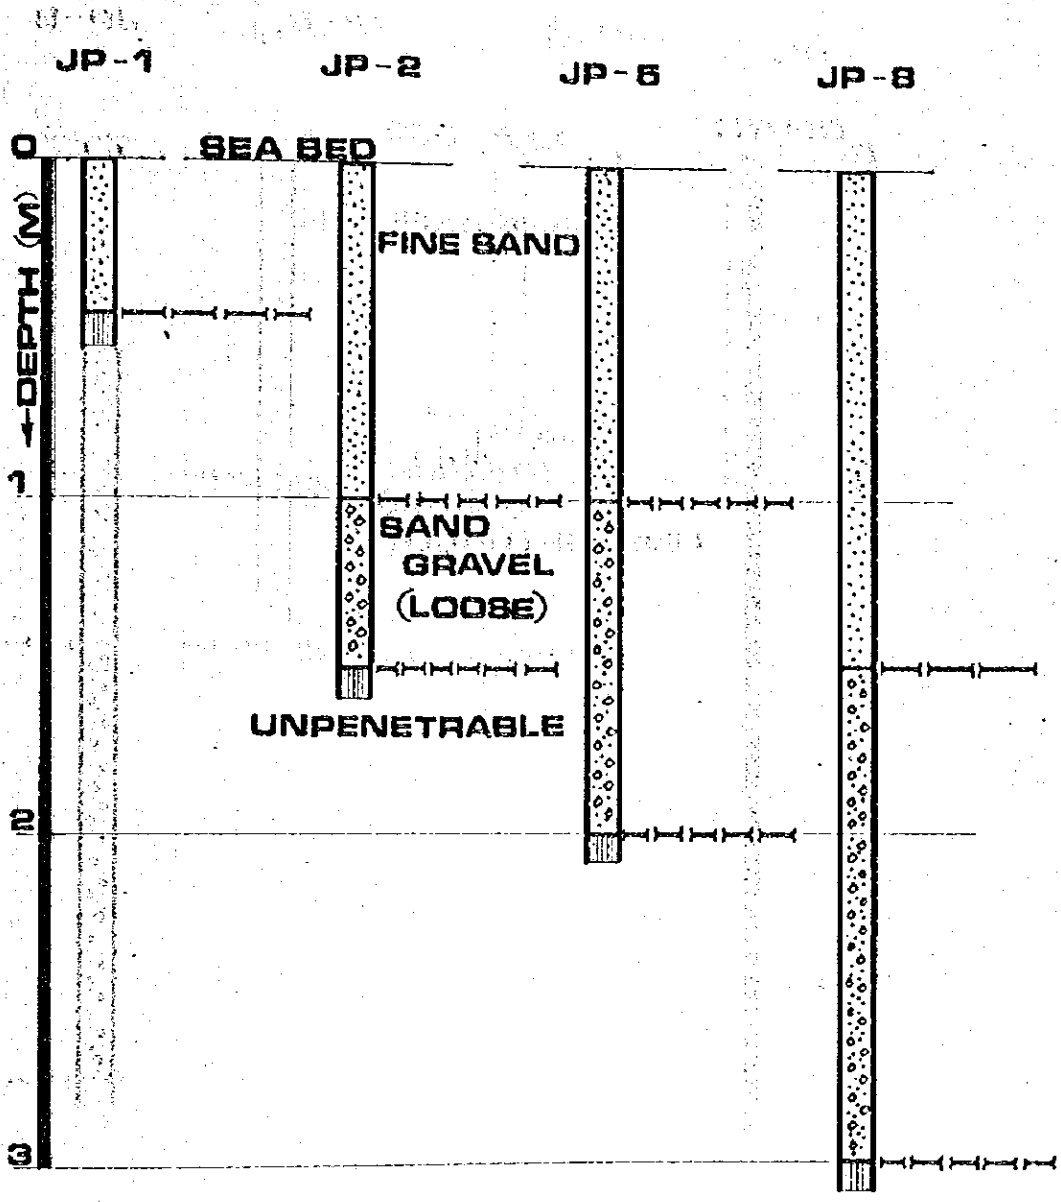 JP-1
JP-2
JP-5
JP-8
0
SEA BED
DEPTH (M)
FINE SAND
1
SAND
GRAVEL
(LOOSE)
UNPENETRABLE
2
3